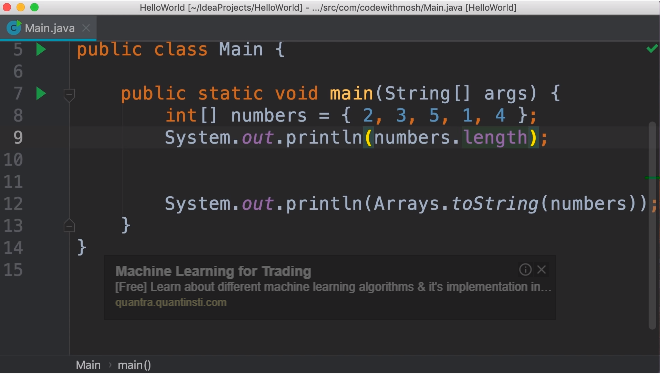 HelloWorld [~/IdeaProjects/HelloWorld] - .../src/com/codewithmosh/Main.java [HelloWorld]
Main.java
5 public class Main {
6
7 public static void main(String[] args) {
8 int[] numbers = { 2, 3, 5, 1, 4 };
9 System.out.println(numbers.length);
10
11
12 System.out.println(Arrays.toString(numbers));
13 }
14 }
15
Machine Learning for Trading
[Free] Learn about different machine learning algorithms & it's implementation in...
quantra.quantinsti.com
Main › main()